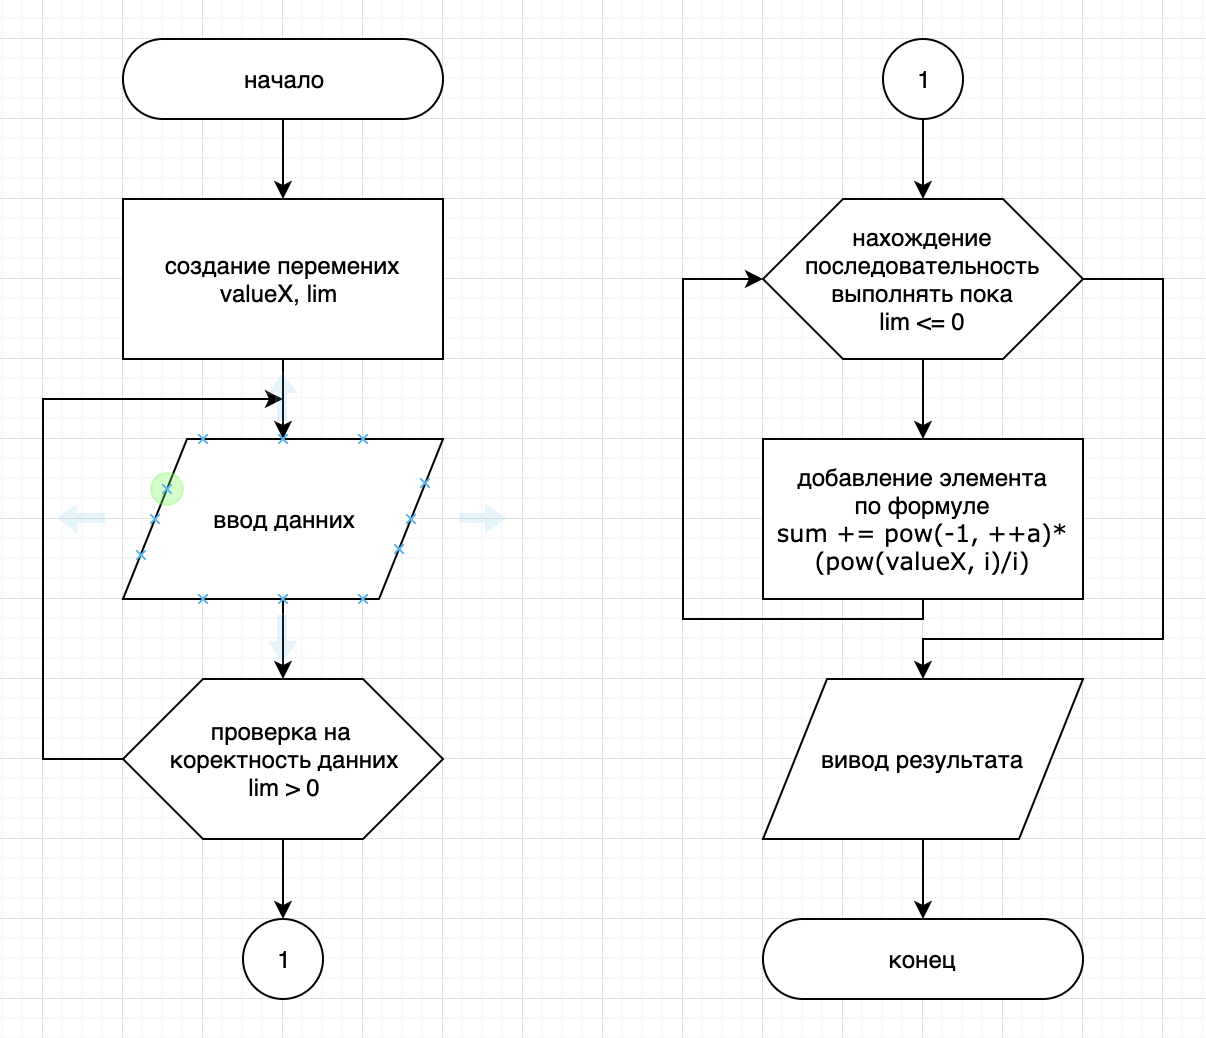 начало
создание перемених
valueX, lim
ввод данних
проверка на
коректность данних
lim > 0
1
1
нахождение
последовательность
выполнять пока
lim <= 0
добавление элемента
по формуле
sum += pow(-1, ++a)*
(pow(valueX, i)/i)
вивод результата
конец